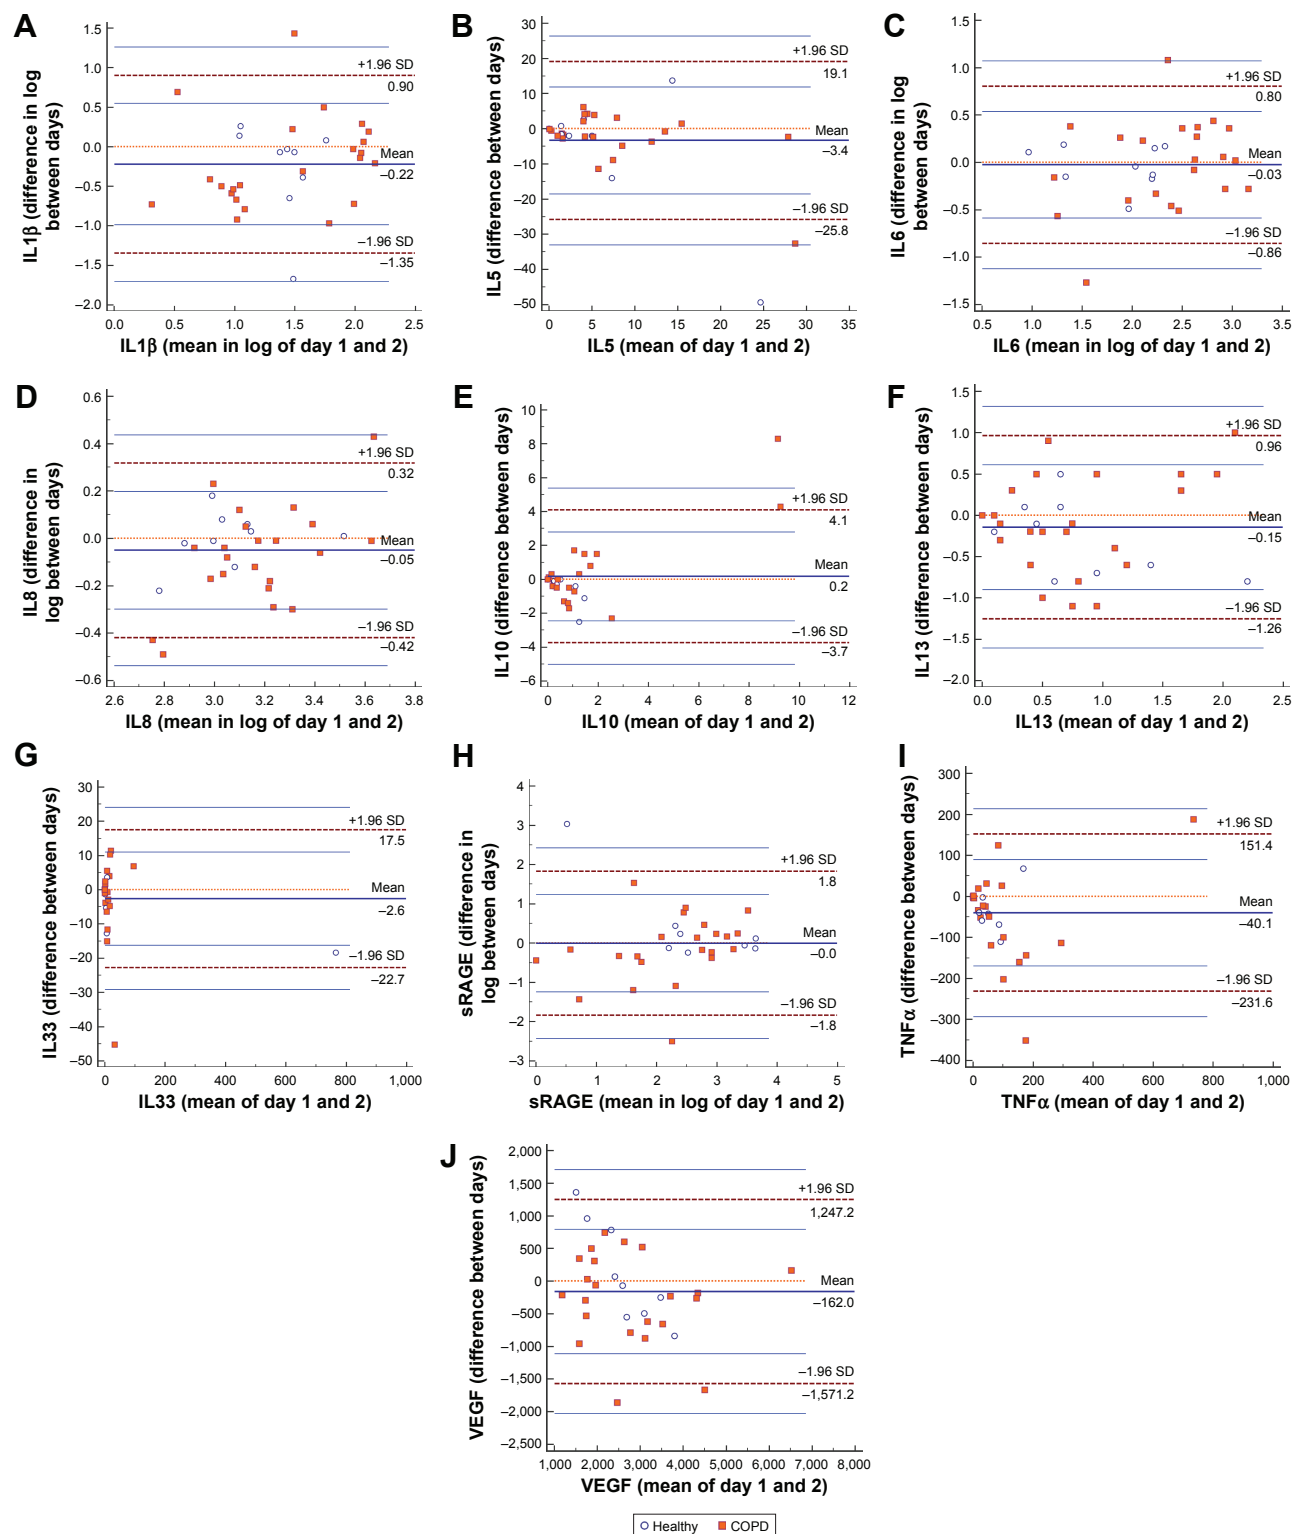 A
IL1β (difference in log
between days)
1.5
1.0
0.5
0.0
–0.5
–1.0
–1.5
–2.0
+1.96 SD
0.90
Mean
–0.22
–1.96 SD
–1.35
0.0 0.5 1.0 1.5 2.0 2.5
IL1β (mean in log of day 1 and 2)
B
IL5 (difference between days)
30
20
10
0
–10
–20
–30
–40
–50
+1.96 SD
19.1
Mean
–3.4
–1.96 SD
–25.8
0 5 10 15 20 25 30 35
IL5 (mean of day 1 and 2)
C
IL6 (difference in log
between days)
1.5
1.0
0.5
0.0
–0.5
–1.0
–1.5
+1.96 SD
0.80
Mean
–0.03
–1.96 SD
–0.86
0.5 1.0 1.5 2.0 2.5 3.0 3.5
IL6 (mean in log of day 1 and 2)
D
IL8 (difference in
log between days)
0.6
0.4
0.2
0.0
–0.2
–0.4
–0.6
+1.96 SD
0.32
Mean
–0.05
–1.96 SD
–0.42
2.6 2.8 3.0 3.2 3.4 3.6 3.8
IL8 (mean in log of day 1 and 2)
E
IL10 (difference between days)
10
8
6
4
2
0
–2
–4
–6
+1.96 SD
4.1
Mean
0.2
–1.96 SD
–3.7
0 2 4 6 8 10 12
IL10 (mean of day 1 and 2)
F
IL13 (difference between days)
1.5
1.0
0.5
0.0
–0.5
–1.0
–1.5
–2.0
+1.96 SD
0.96
Mean
–0.15
–1.96 SD
–1.26
0.0 0.5 1.0 1.5 2.0 2.5
IL13 (mean of day 1 and 2)
G
IL33 (difference between days)
30
20
10
0
–10
–20
–30
–40
–50
+1.96 SD
17.5
Mean
–2.6
–1.96 SD
–22.7
0 200 400 600 800 1,000
IL33 (mean of day 1 and 2)
H
sRAGE (difference in
log between days)
4
3
2
1
0
–1
–2
–3
+1.96 SD
1.8
Mean
–0.0
–1.96 SD
–1.8
0 1 2 3 4 5
sRAGE (mean in log of day 1 and 2)
I
TNFα (difference between days)
300
200
100
0
–100
–200
–300
–400
+1.96 SD
151.4
Mean
–40.1
–1.96 SD
–231.6
0 200 400 600 800 1,000
TNFα (mean of day 1 and 2)
J
VEGF (difference between days)
2,000
1,500
1,000
500
0
–500
–1,000
–1,500
–2,000
–2,500
+1.96 SD
1,247.2
Mean
–162.0
–1.96 SD
–1,571.2
1,000 2,000 3,000 4,000 5,000 6,000 7,000 8,000
VEGF (mean of day 1 and 2)
Healthy COPD